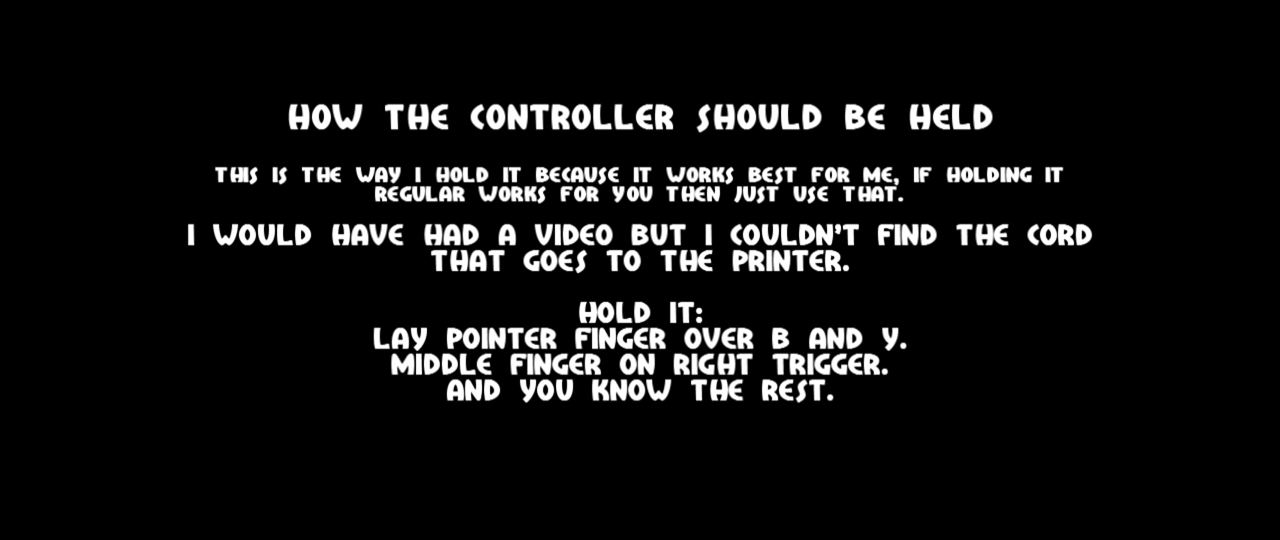 HOW THE CONTROLLER SHOULD BE HELD
THIS IS THE WAY I HOLD IT BECAUSE IT WORKS BEST FOR ME, IF HOLDING IT
REGULAR WORKS FOR YOU THEN JUST USE THAT.
I WOULD HAVE HAD A VIDEO BUT I COULDN'T FIND THE CORD
THAT GOES TO THE PRINTER.
HOLD IT:
LAY POINTER FINGER OVER B AND Y.
MIDDLE FINGER ON RIGHT TRIGGER.
AND YOU KNOW THE REST.